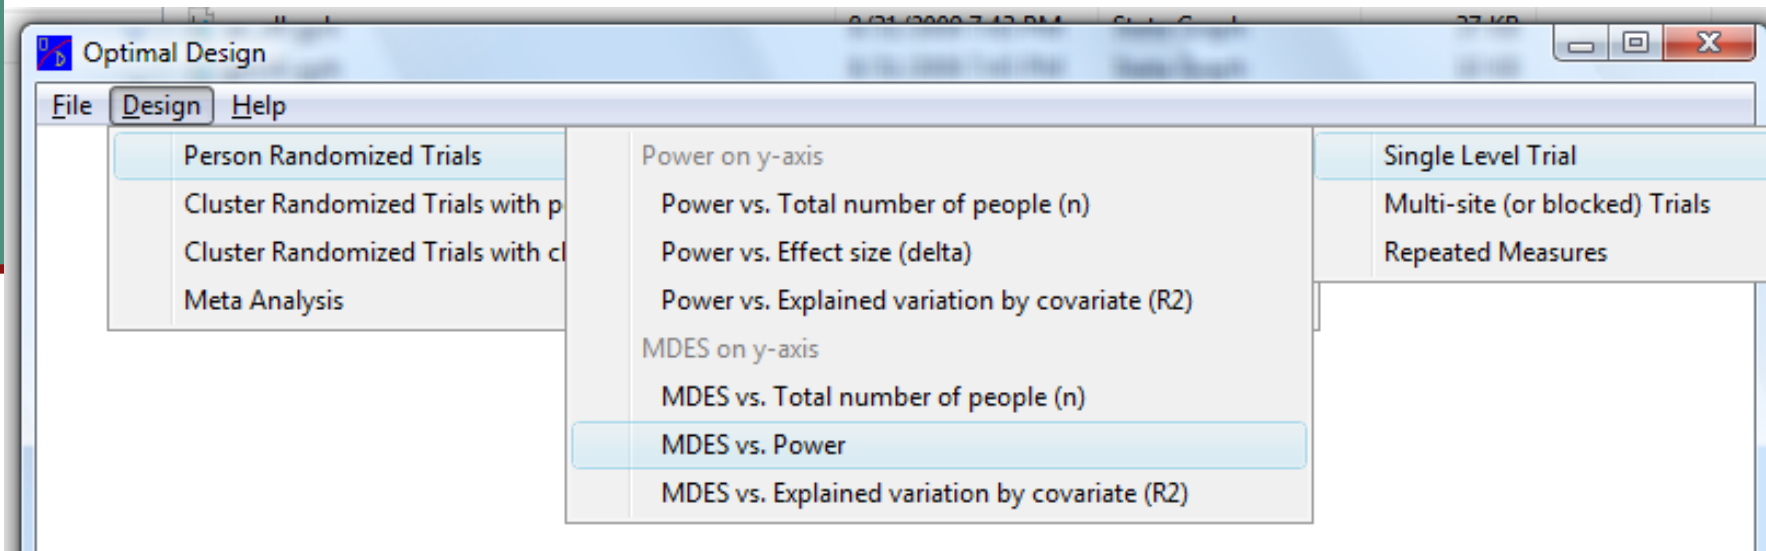 Optimal Design
File Design Help
Person Randomized Trials
Cluster Randomized Trials with p
Cluster Randomized Trials with cl
Meta Analysis
Power on y-axis
Power vs. Total number of people (n)
Power vs. Effect size (delta)
Power vs. Explained variation by covariate (R2)
MDES on y-axis
MDES vs. Total number of people (n)
MDES vs. Power
MDES vs. Explained variation by covariate (R2)
Single Level Trial
Multi-site (or blocked) Trials
Repeated Measures